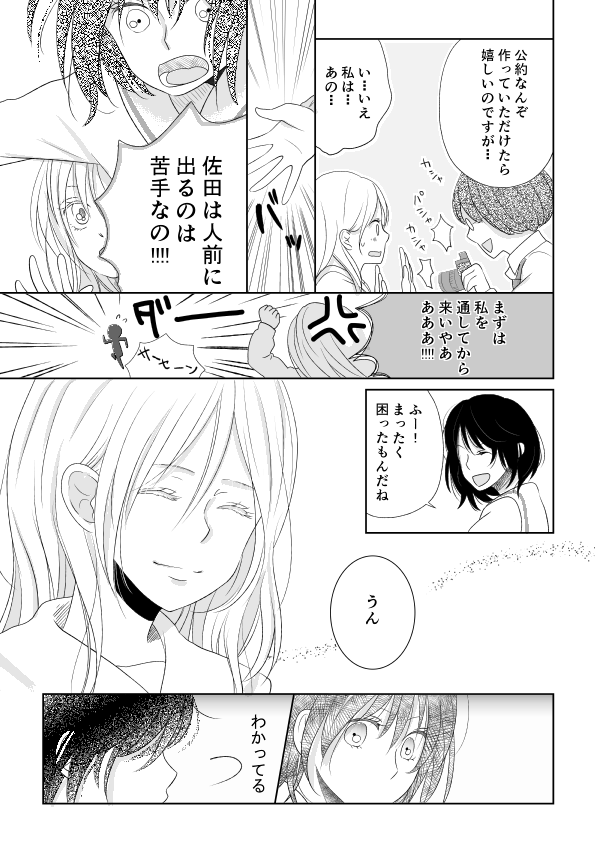 公約なんぞ
作っていただけたら
嬉しいのですが…
い…いえ
私は…
あの…
カシャ
パシャ
カシャ
バッ
佐田は人前に
出るのは
苦手なの!!!!
まずは
私を
通してから
来いやあ
あああ!!!!
ダーー
サーセーン
ふー!
まったく
困ったもんだね
うん
わかってる